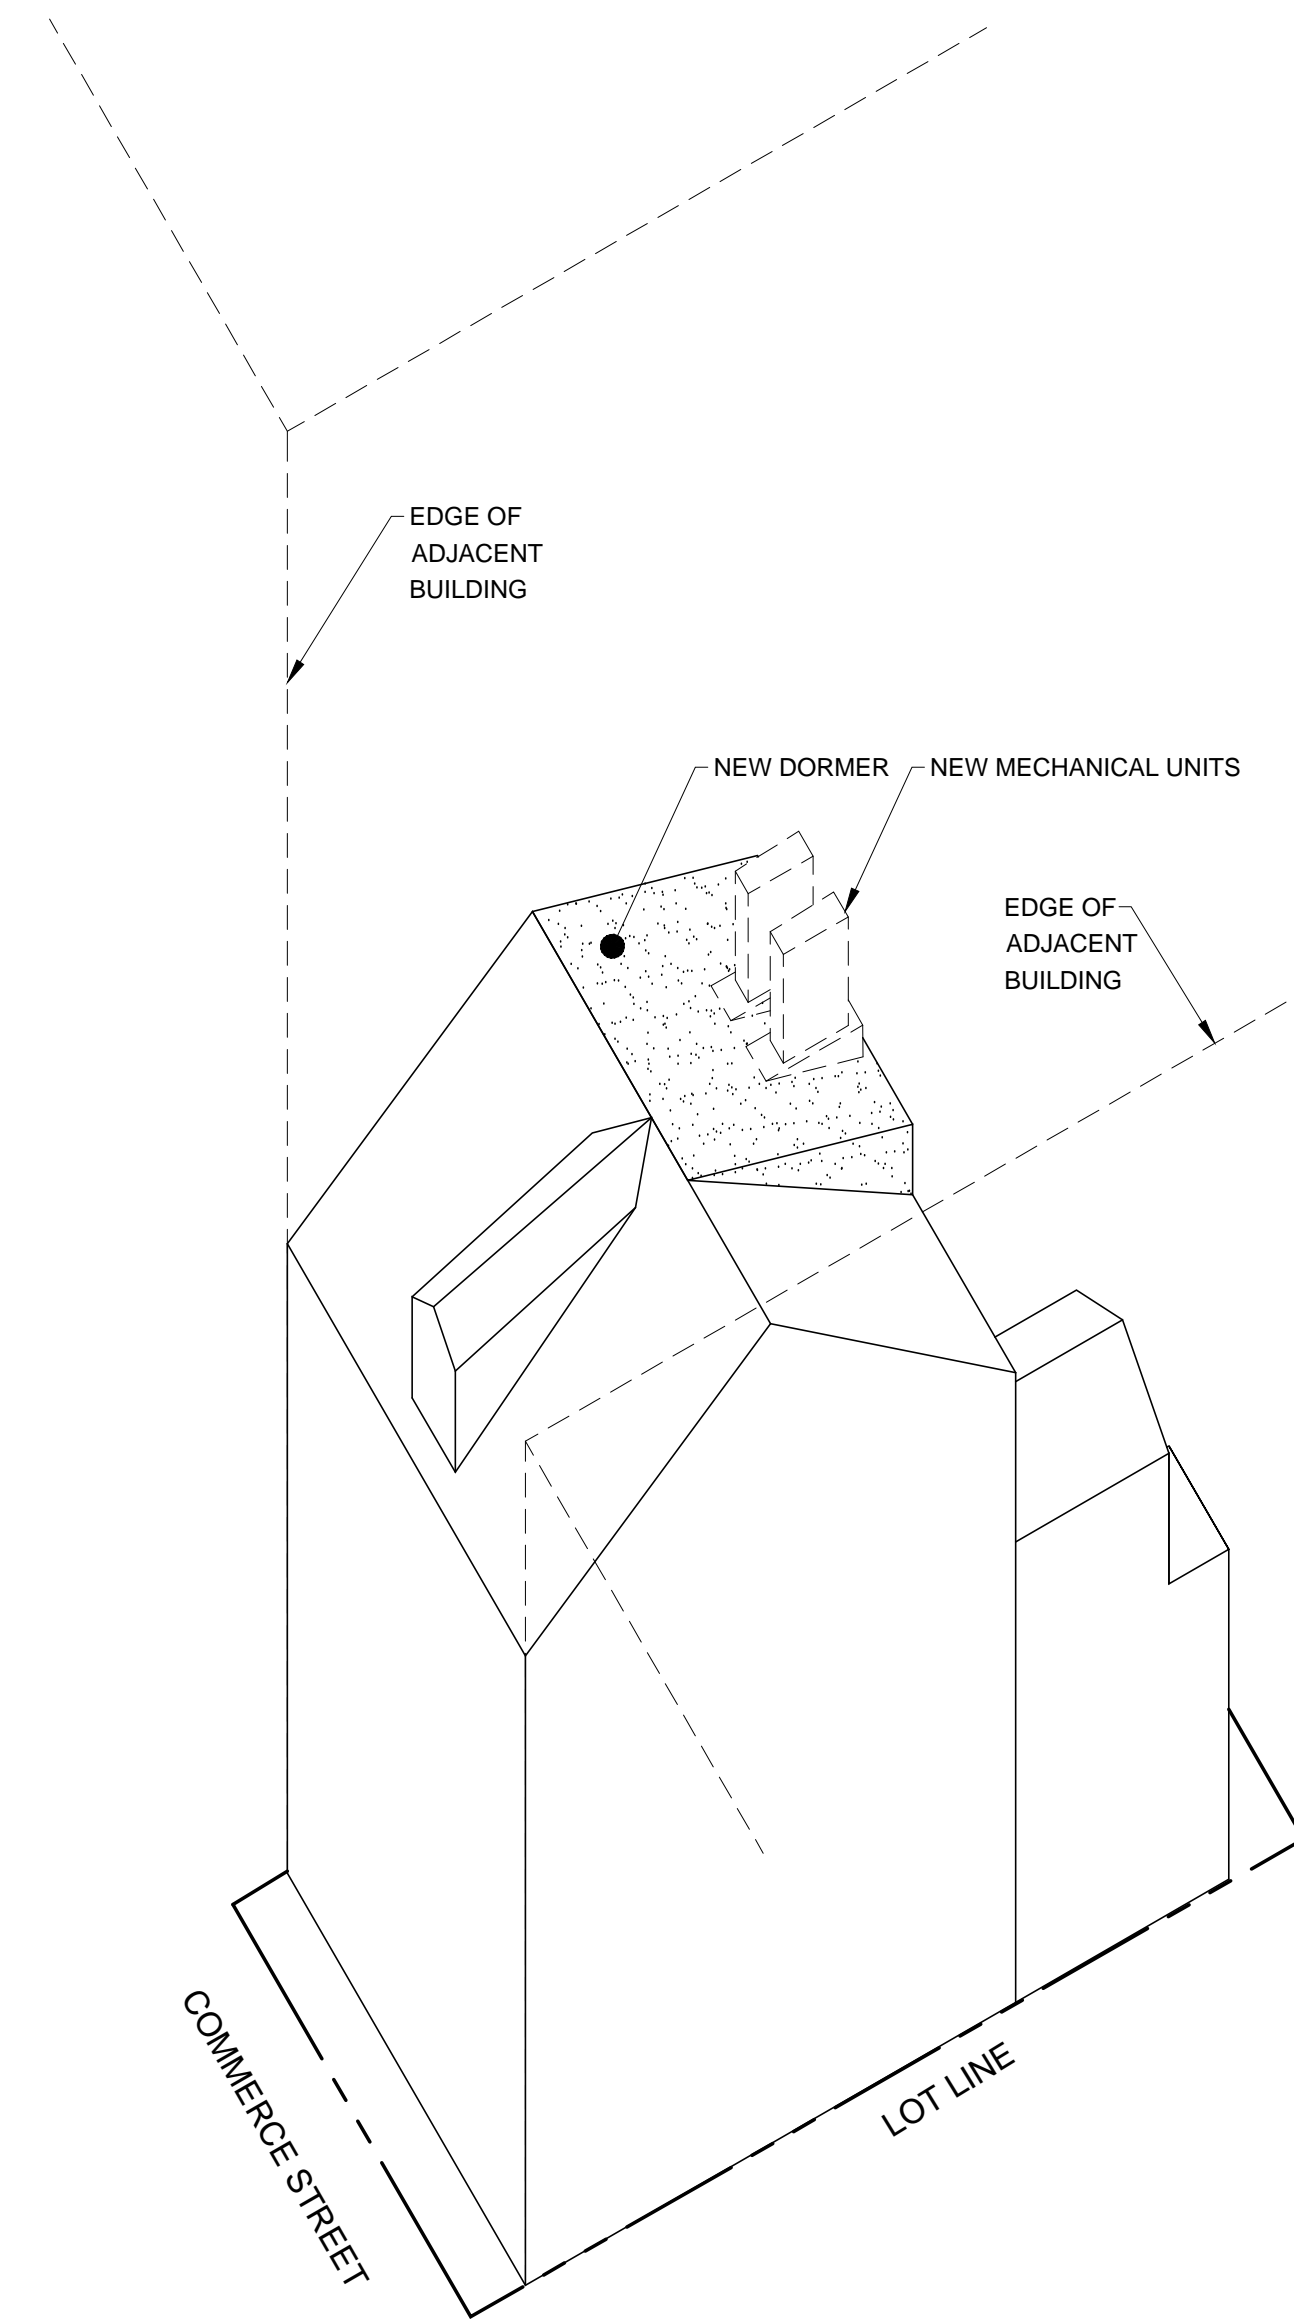 EDGE OF
ADJACENT
BUILDING
NEW DORMER
NEW MECHANICAL UNITS
EDGE OF
ADJACENT
BUILDING
COMMERCE STREET
LOT LINE